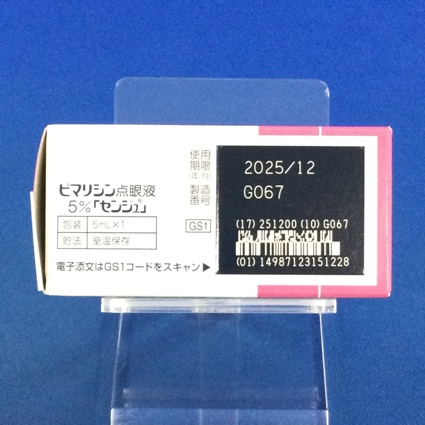 ピマリシン点眼液
5%「センジュ」
包装 5mL×1
貯法 室温保存
GS1
電子添文はGS1コードをスキャン▶
使用
期限
(年/月)
2025/12
製造
番号
G067
(17) 251200 (10) G067
(01) 14987123151228